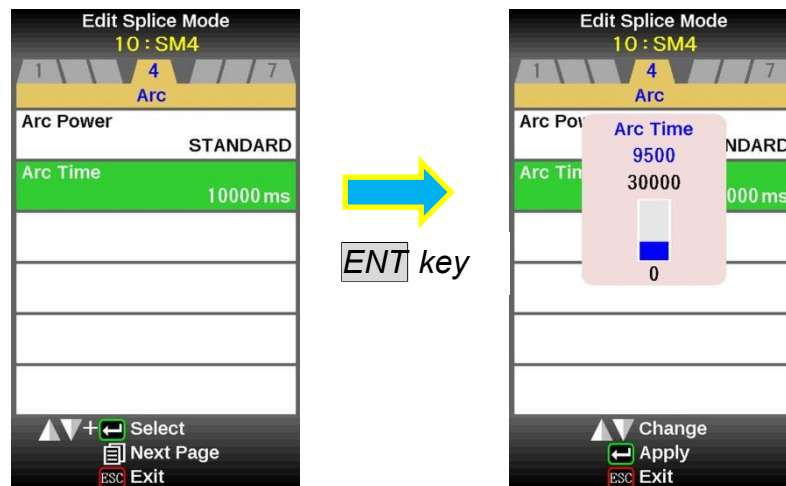 Edit Splice Mode
10 : SM4
1 4 7
Arc
Arc Power
STANDARD
Arc Time
10000 ms
▲▼+↵ Select
Next Page
ESC Exit
ENT key
Edit Splice Mode
10 : SM4
1 4 7
Arc
Arc Pow
NDARD
Arc Tim
000 ms
Arc Time
9500
30000
0
Change
Apply
ESC Exit